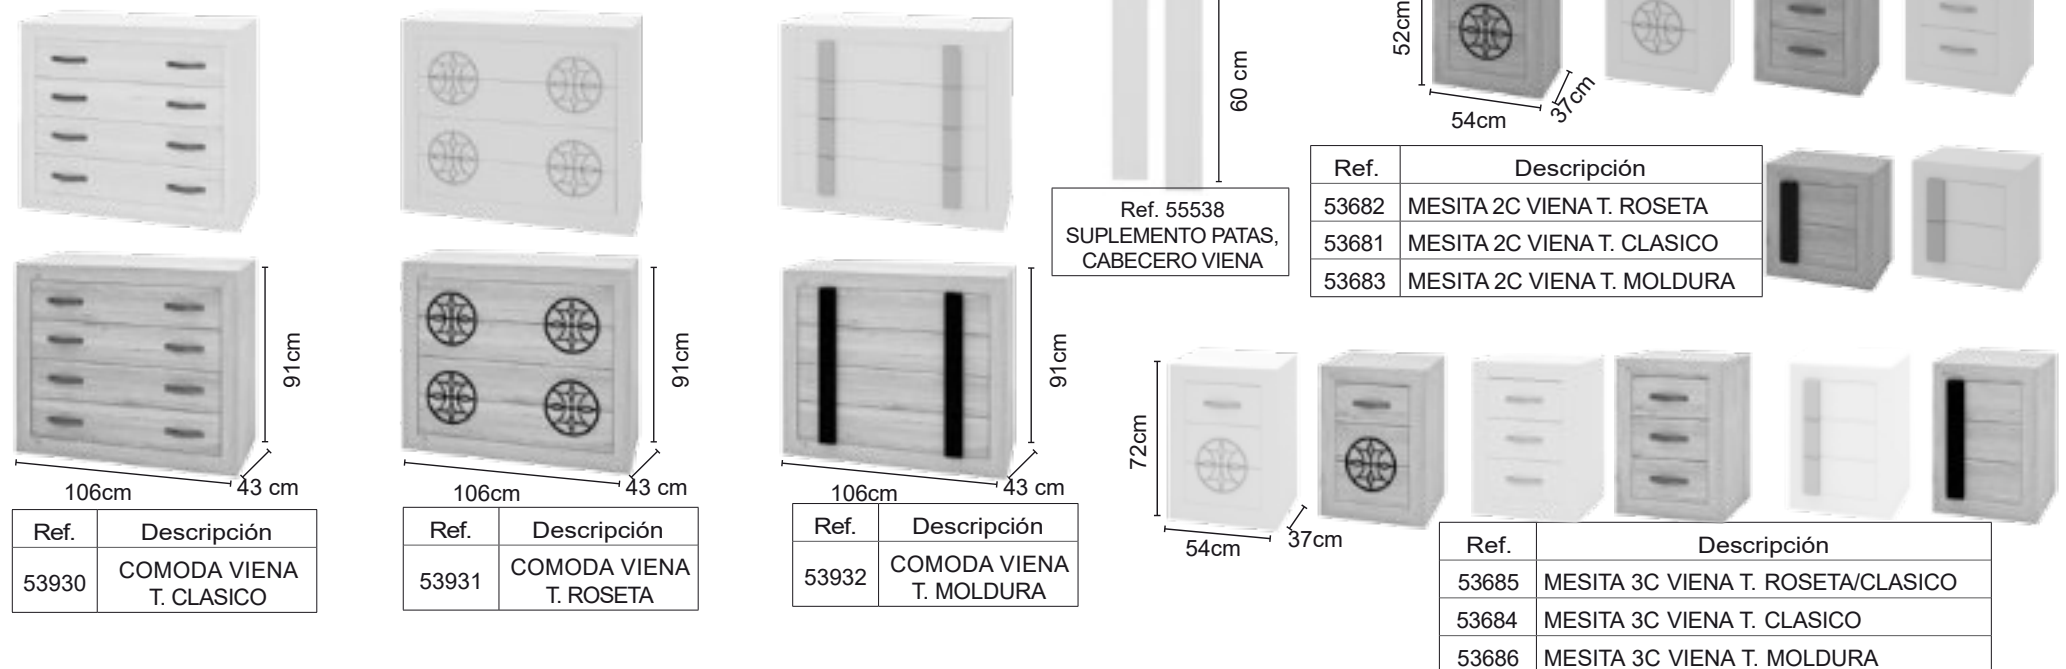 91cm
106cm
43 cm
Ref.
Descripción
53930
COMODA VIENA
T. CLASICO
91cm
106cm
43 cm
Ref.
Descripción
53931
COMODA VIENA
T. ROSETA
91cm
106cm
43 cm
Ref.
Descripción
53932
COMODA VIENA
T. MOLDURA
60 cm
Ref. 55538
SUPLEMENTO PATAS,
CABECERO VIENA
52cm
54cm
37cm
Ref.
Descripción
53682
MESITA 2C VIENA T. ROSETA
53681
MESITA 2C VIENA T. CLASICO
53683
MESITA 2C VIENA T. MOLDURA
72cm
54cm
37cm
Ref.
Descripción
53685
MESITA 3C VIENA T. ROSETA/CLASICO
53684
MESITA 3C VIENA T. CLASICO
53686
MESITA 3C VIENA T. MOLDURA